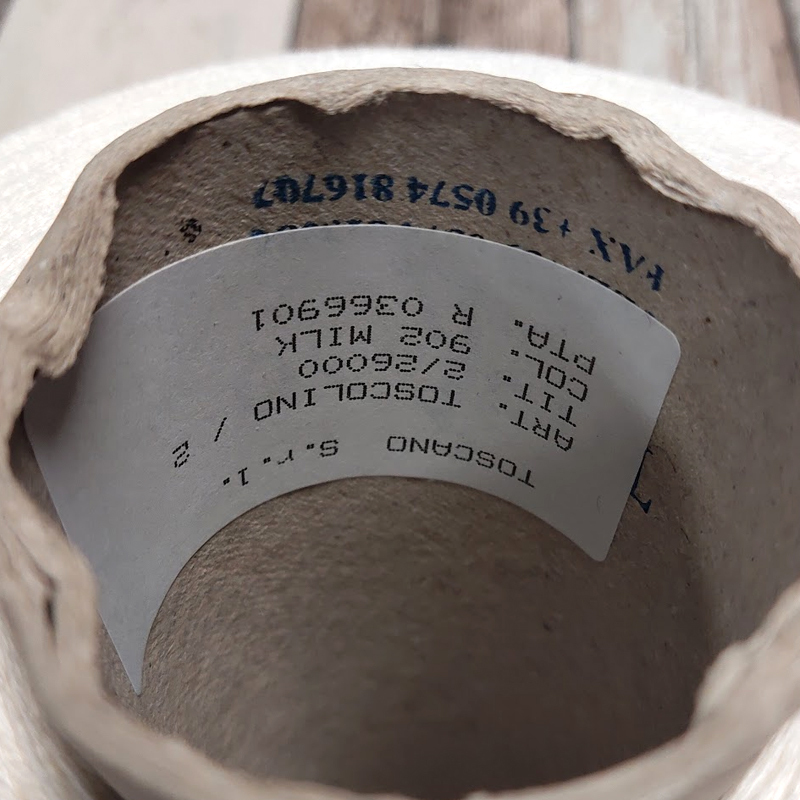 TOSCANO S.r.l.
ART. TOSCOLINO / 2
TIT. 2/26000
COL. 902 MILK
PTA. R 0366901
FAX +39 0574 816707